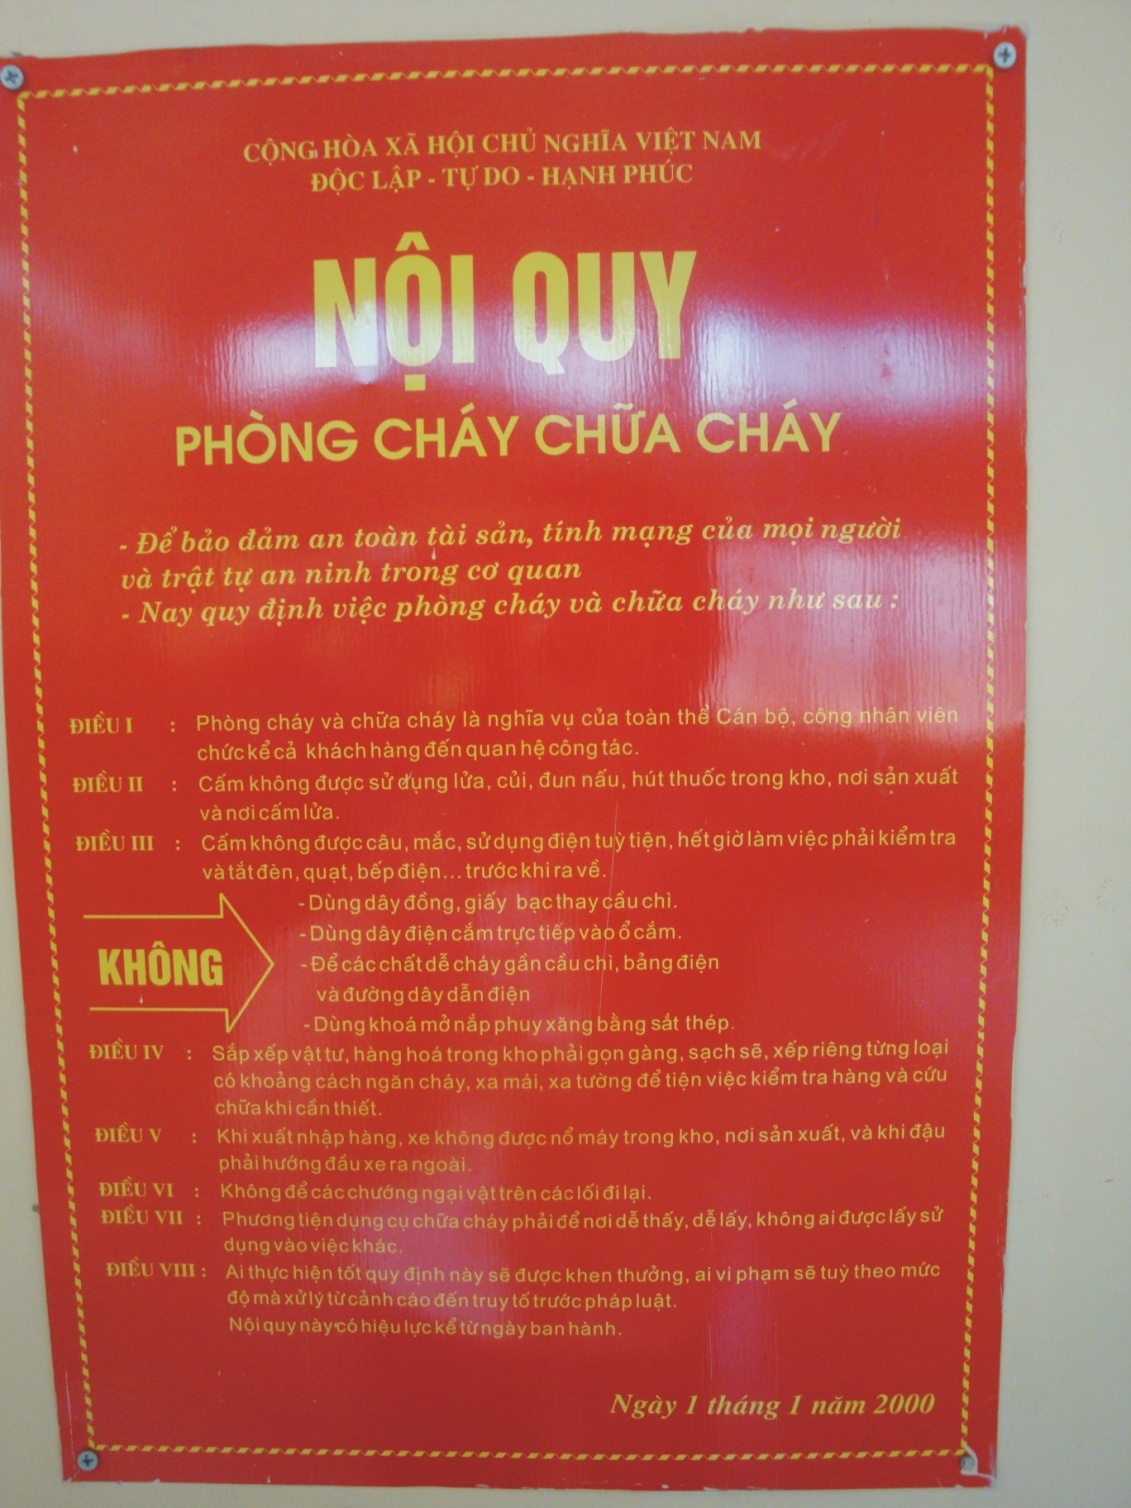 CỘNG HÒA XÃ HỘI CHỦ NGHĨA VIỆT NAM
ĐỘC LẬP - TỰ DO - HẠNH PHÚC
NỘI QUY
PHÒNG CHÁY CHỮA CHÁY
- Để bảo đảm an toàn tài sản, tính mạng của mọi người
và trật tự an ninh trong cơ quan
- Nay quy định việc phòng cháy và chữa cháy như sau :
ĐIỀU I : Phòng cháy và chữa cháy là nghĩa vụ của toàn thể Cán bộ, công nhận viên
chức kể cả khách hàng đến quan hệ công tác.
ĐIỀU II : Cấm không được sử dụng lửa, củi, đun nấu, hút thuốc trong kho, nơi sản xuất
và nơi cấm lửa.
ĐIỀU III : Cấm không được câu, mắc, sử dụng điện tuỳ tiện, hết giờ làm việc phải kiểm tra
và tắt đèn, quạt, bếp điện... trước khi ra về.
KHÔNG
- Dùng dây đồng, giấy bạc thay cầu chì.
- Dùng dây điện cắm trực tiếp vào ổ cắm.
- Để các chất dễ cháy gần cầu chì, bảng điện
và đường dây dẫn điện
- Dùng khoá mở nắp phuy xăng bằng sắt thép.
ĐIỀU IV : Sắp xếp vật tư, hàng hoá trong kho phải gọn gàng, sạch sẽ, xếp riêng từng loại
có khoảng cách ngăn cháy, xa mái, xa tường để tiện việc kiểm tra hàng và cứu
chữa khi cần thiết.
ĐIỀU V : Khi xuất nhập hàng, xe không được nổ máy trong kho, nơi sản xuất, và khi đậu
phải hướng đầu xe ra ngoài.
ĐIỀU VI : Không để các chướng ngại vật trên các lối đi lại.
ĐIỀU VII : Phương tiện dụng cụ chữa cháy phải để nơi dễ thấy, dễ lấy, không ai được lấy sử
dụng vào việc khác.
ĐIỀU VIII : Ai thực hiện tốt quy định này sẽ được khen thưởng, ai vi phạm sẽ tuỳ theo mức
độ mà xử lý từ cảnh cáo đến truy tố trước pháp luật.
Nội quy này có hiệu lực kể từ ngày ban hành.
Ngày 1 tháng 1 năm 2000